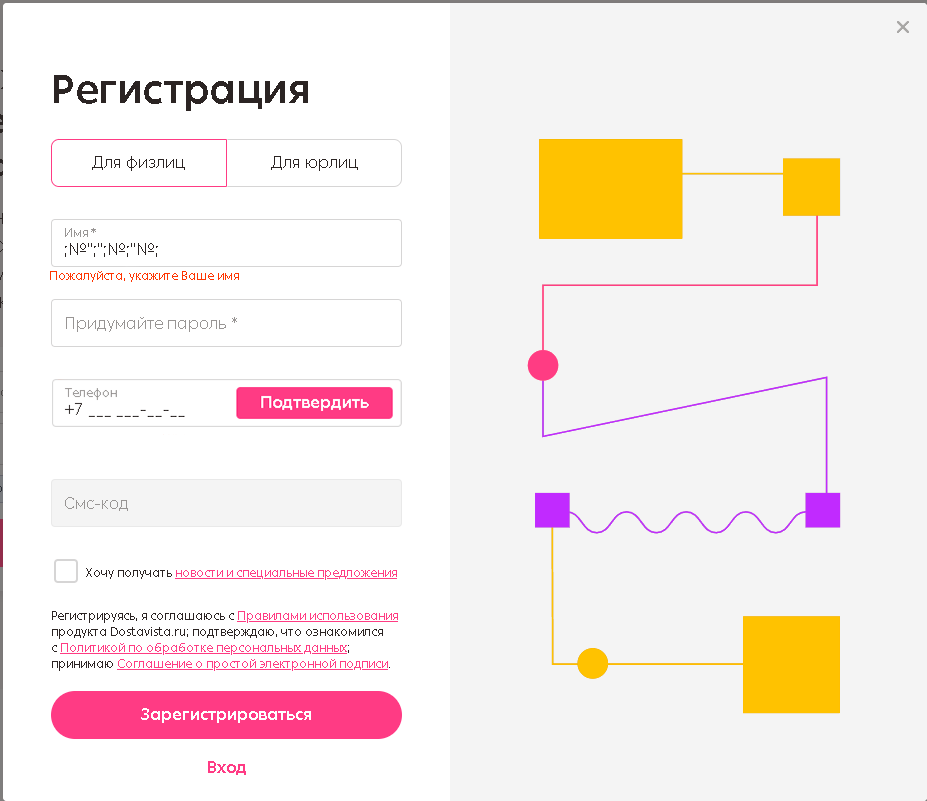 Регистрация
Для физлиц
Для юрлиц
Имя*
;№";";№;"№;
Пожалуйста, укажите Ваше имя
Придумайте пароль *
Телефон
+7 ___ ___-__-__
Подтвердить
Смс-код
Хочу получать новости и специальные предложения
Регистрируясь, я соглашаюсь с Правилами использования
продукта Dostavista.ru; подтверждаю, что ознакомился
с Политикой по обработке персональных данных;
принимаю Соглашение о простой электронной подписи.
Зарегистрироваться
Вход